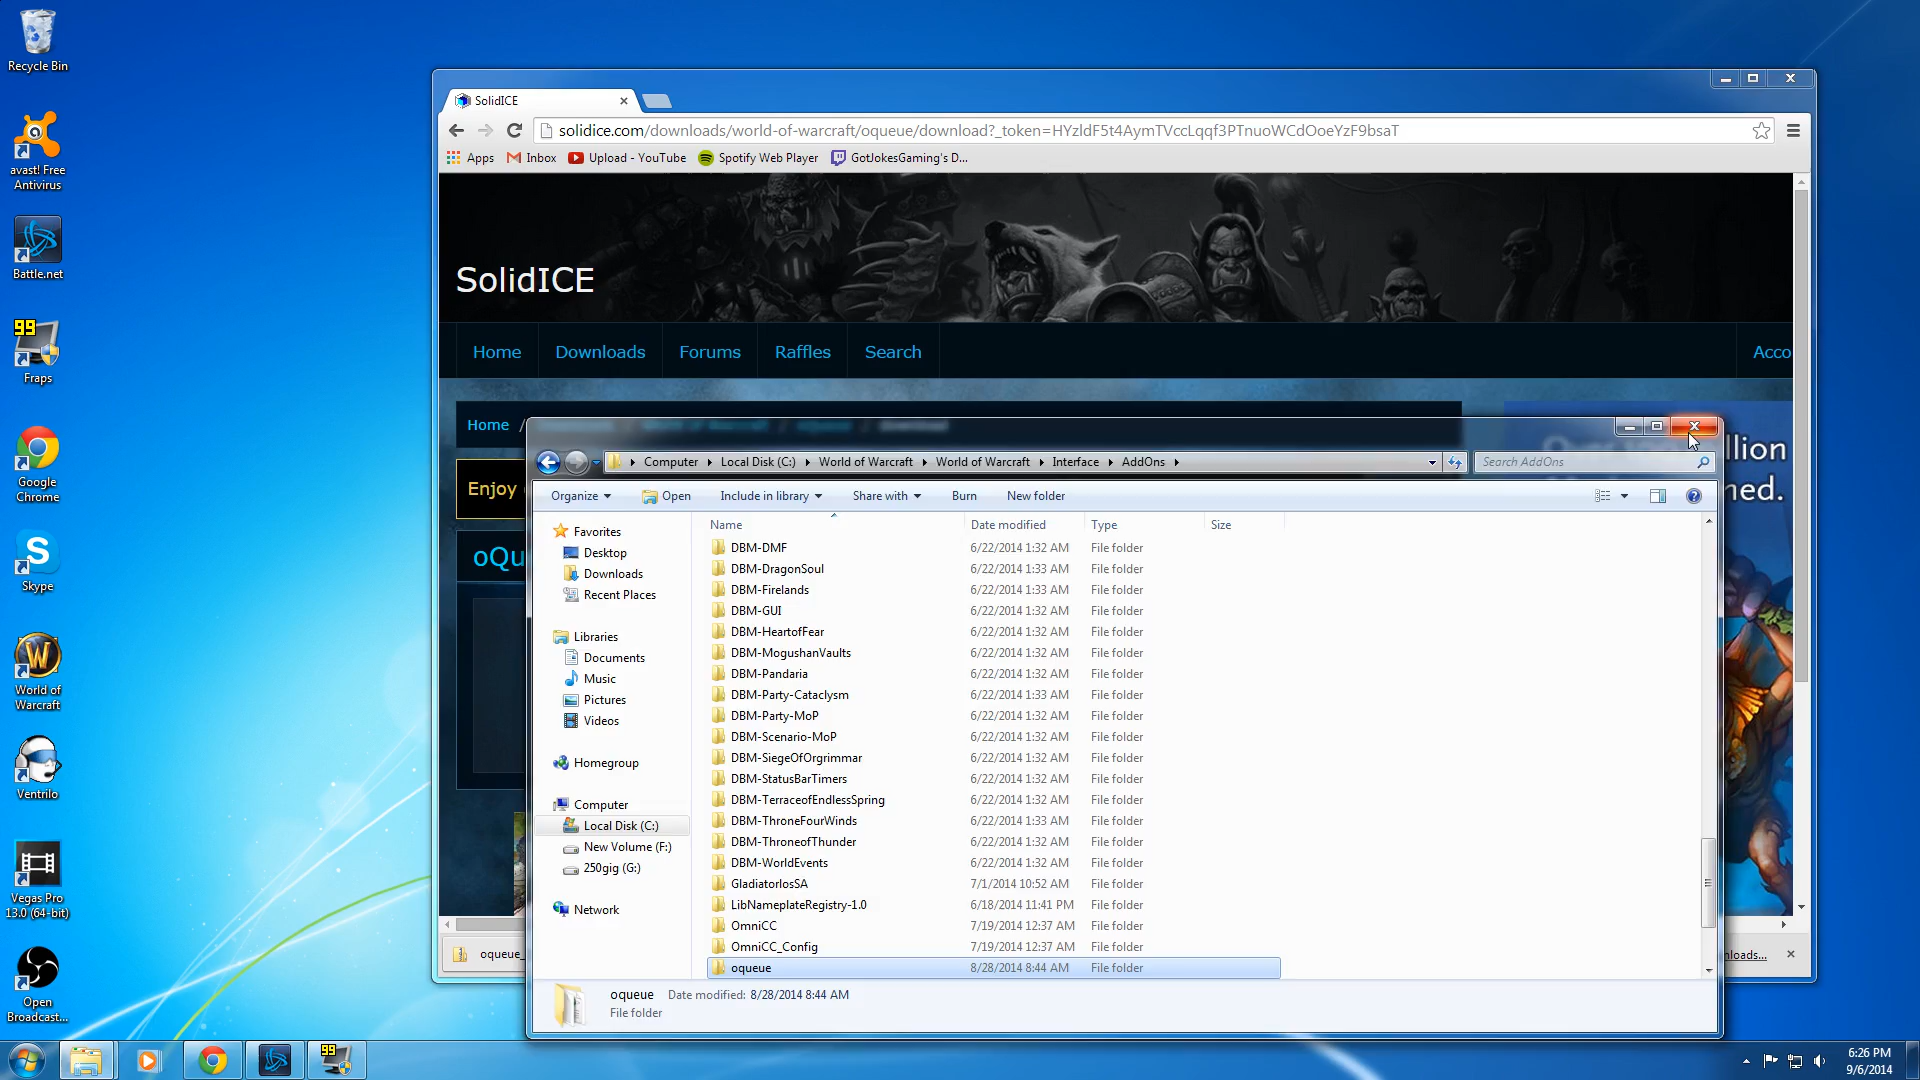 Recycle Bin
avast! Free
Antivirus
Battle.net
99
Fraps
Google
Chrome
Skype
World of
Warcraft
Ventrilo
Vegas Pro
13.0 (64-bit)
Open
Broadcast...
SolidICE
solidice.com/downloads/world-of-warcraft/oqueue/download?_token=HYzldF5t4AymTVccLqqf3PTnuoWCdOoeYzF9bsaT
Apps Inbox Upload - YouTube Spotify Web Player GotJokesGaming's D...
SolidICE
Home Downloads Forums Raffles Search Acco
Home /
Enjoy
oQu
llion
ned.
Computer Local Disk (C:) World of Warcraft World of Warcraft Interface AddOns Search AddOns
Organize Open Include in library Share with Burn New folder
Favorites
Desktop
Downloads
Recent Places
Libraries
Documents
Music
Pictures
Videos
Homegroup
Computer
Local Disk (C:)
New Volume (F:)
250gig (G:)
Network
Name Date modified Type Size
DBM-DMF 6/22/2014 1:32 AM File folder
DBM-DragonSoul 6/22/2014 1:33 AM File folder
DBM-Firelands 6/22/2014 1:33 AM File folder
DBM-GUI 6/22/2014 1:32 AM File folder
DBM-HeartofFear 6/22/2014 1:32 AM File folder
DBM-MogushanVaults 6/22/2014 1:32 AM File folder
DBM-Pandaria 6/22/2014 1:32 AM File folder
DBM-Party-Cataclysm 6/22/2014 1:33 AM File folder
DBM-Party-MoP 6/22/2014 1:32 AM File folder
DBM-Scenario-MoP 6/22/2014 1:32 AM File folder
DBM-SiegeOfOrgrimmar 6/22/2014 1:32 AM File folder
DBM-StatusBarTimers 6/22/2014 1:32 AM File folder
DBM-TerraceofEndlessSpring 6/22/2014 1:32 AM File folder
DBM-ThroneFourWinds 6/22/2014 1:33 AM File folder
DBM-ThroneofThunder 6/22/2014 1:32 AM File folder
DBM-WorldEvents 6/22/2014 1:32 AM File folder
GladiatorlosSA 7/1/2014 10:52 AM File folder
LibNameplateRegistry-1.0 6/18/2014 11:41 PM File folder
OmniCC 7/19/2014 12:37 AM File folder
OmniCC_Config 7/19/2014 12:37 AM File folder
oqueue 8/28/2014 8:44 AM File folder
oqueue Date modified: 8/28/2014 8:44 AM
File folder
oqueue_
nloads...
99
6:26 PM
9/6/2014